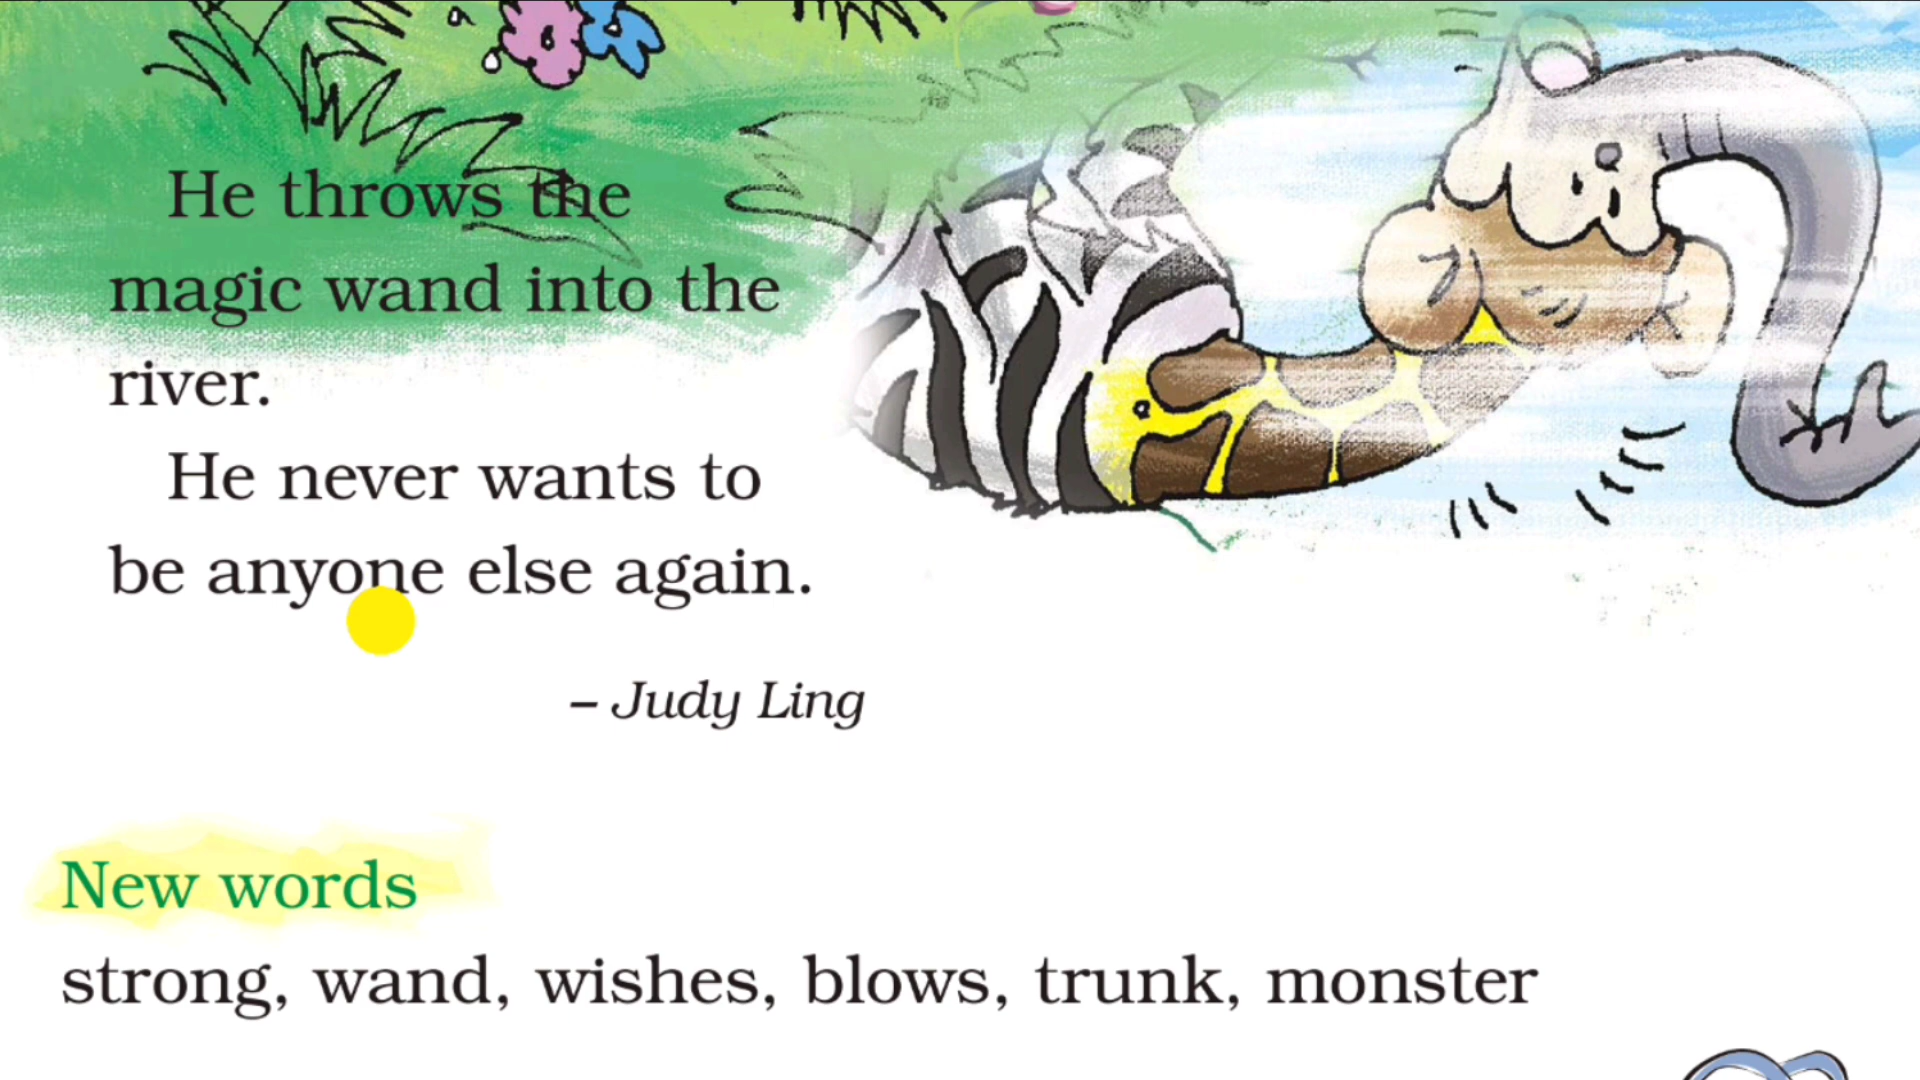 He throws the
magic wand into the
river.
He never wants to
be anyone else again.
– Judy Ling
New words
strong, wand, wishes, blows, trunk, monster